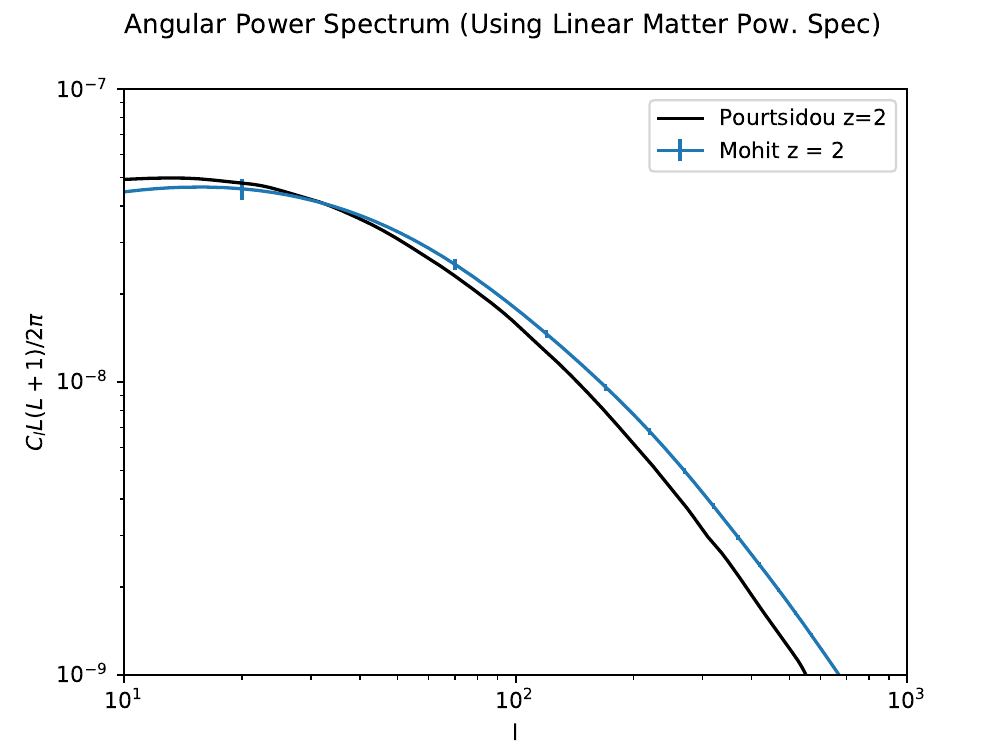 Angular Power Spectrum (Using Linear Matter Pow. Spec)
10⁻⁷
Pourtsidou z=2
Mohit z = 2
C_lL(L + 1)/2π
10⁻⁸
10⁻⁹
10¹
10²
10³
l